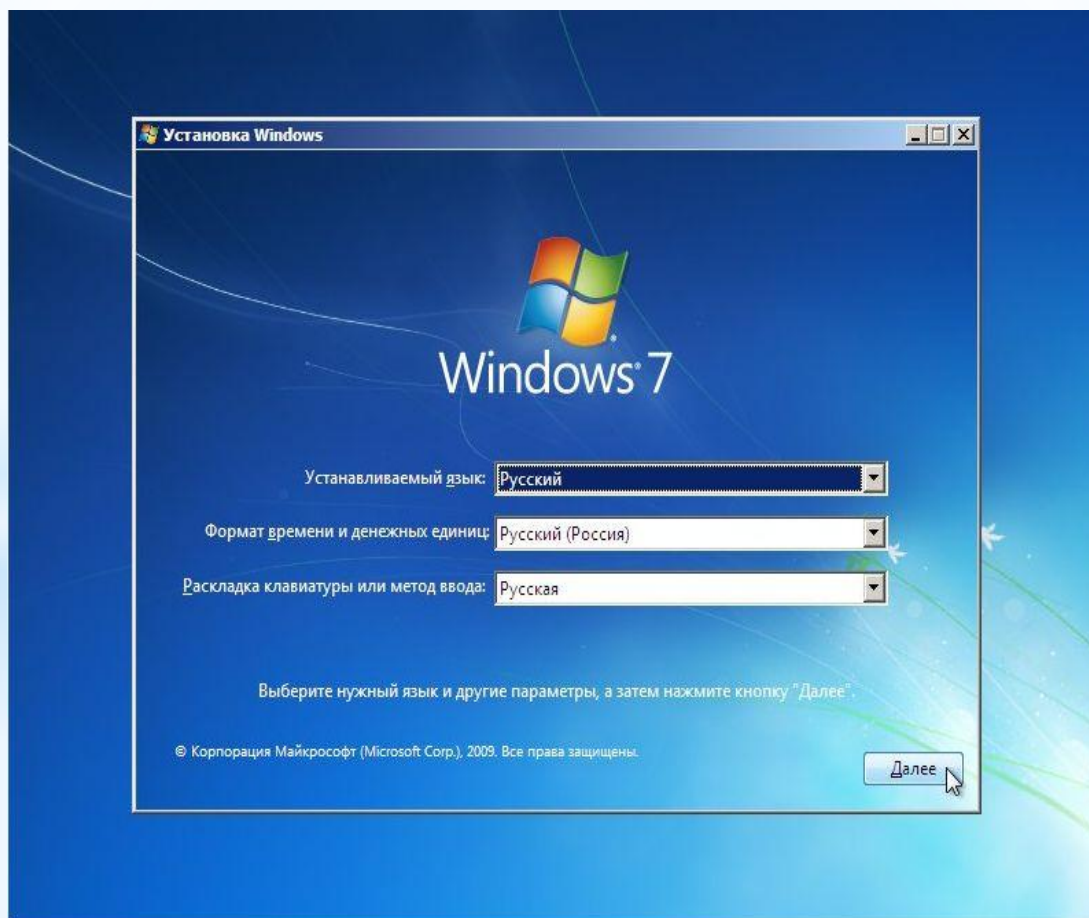 Установка Windows
Windows® 7
Устанавливаемый язык: Русский
Формат времени и денежных единиц: Русский (Россия)
Раскладка клавиатуры или метод ввода: Русская
Выберите нужный язык и другие параметры, а затем нажмите кнопку "Далее".
© Корпорация Майкрософт (Microsoft Corp.), 2009. Все права защищены.
Далее